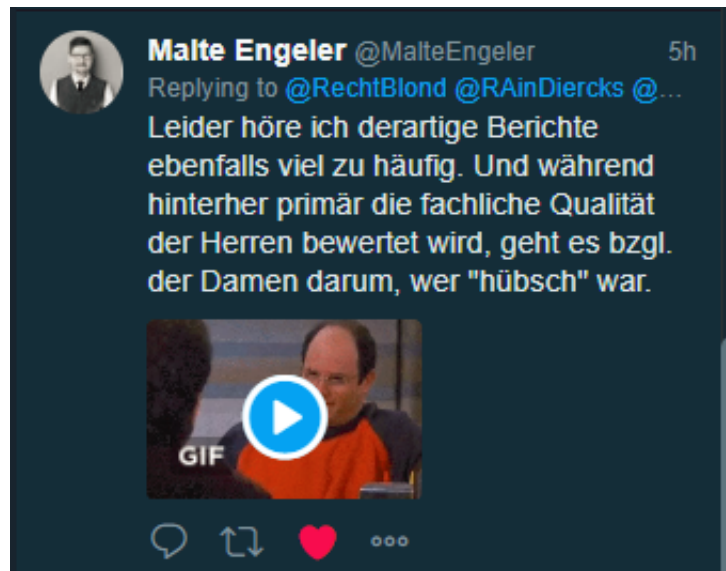 Malte Engeler @MalteEngeler 5h
Replying to @RechtBlond @RAinDiercks @...
Leider höre ich derartige Berichte
ebenfalls viel zu häufig. Und während
hinterher primär die fachliche Qualität
der Herren bewertet wird, geht es bzgl.
der Damen darum, wer "hübsch" war.
GIF